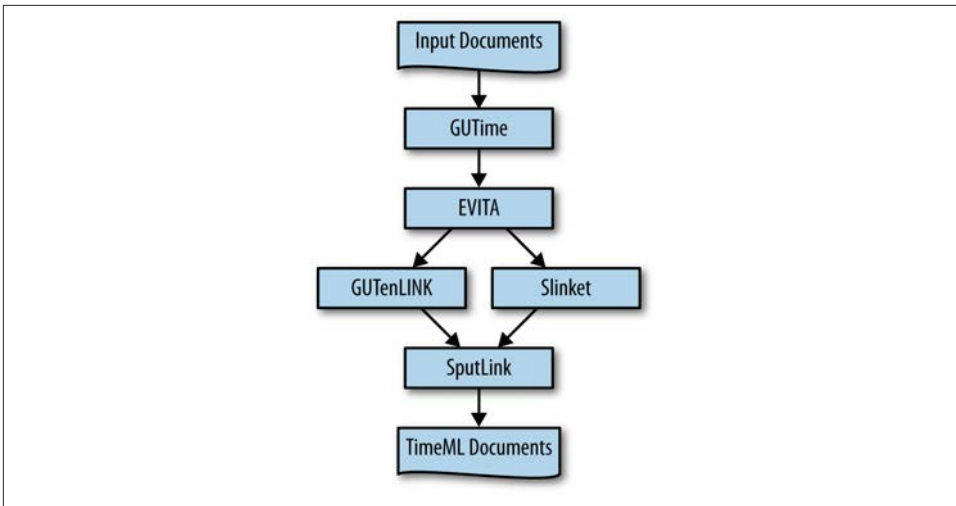 Input Documents
GUTime
EVITA
GUTenLINK
Slinket
SputLink
TimeML Documents